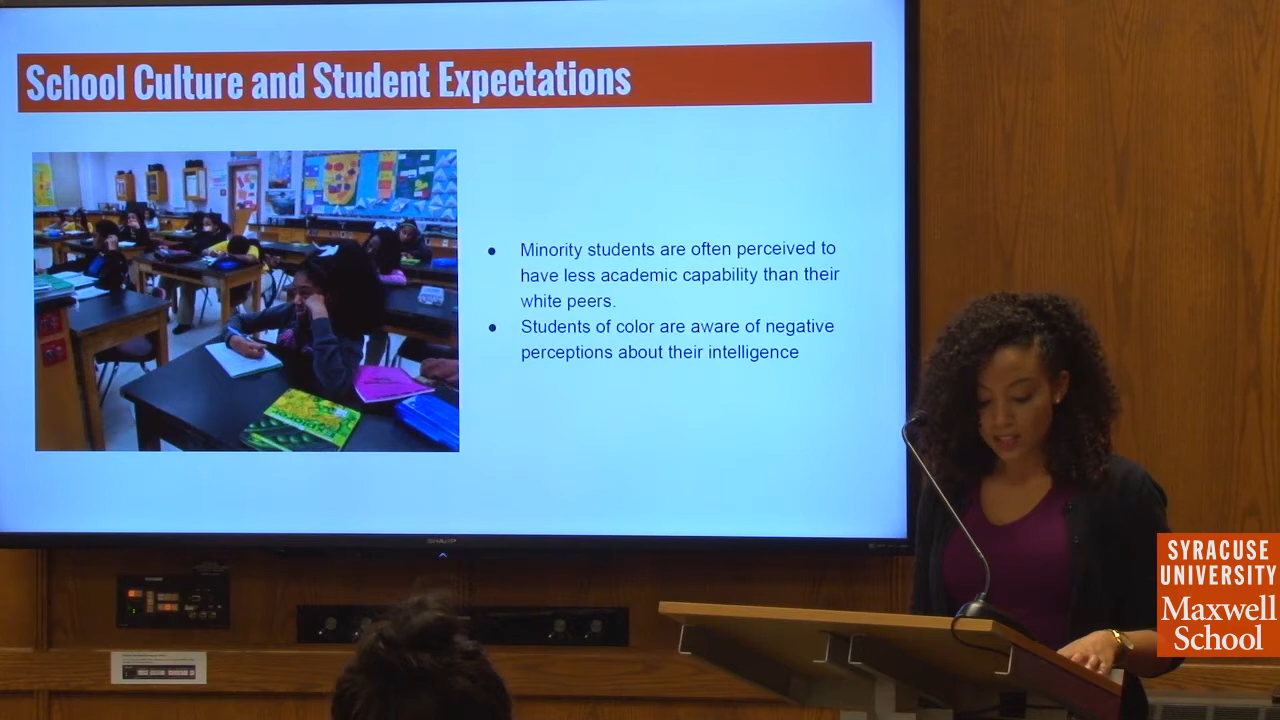 School Culture and Student Expectations
• Minority students are often perceived to
have less academic capability than their
white peers.
• Students of color are aware of negative
perceptions about their intelligence
SHARP
SYRACUSE
UNIVERSITY
Maxwell
School